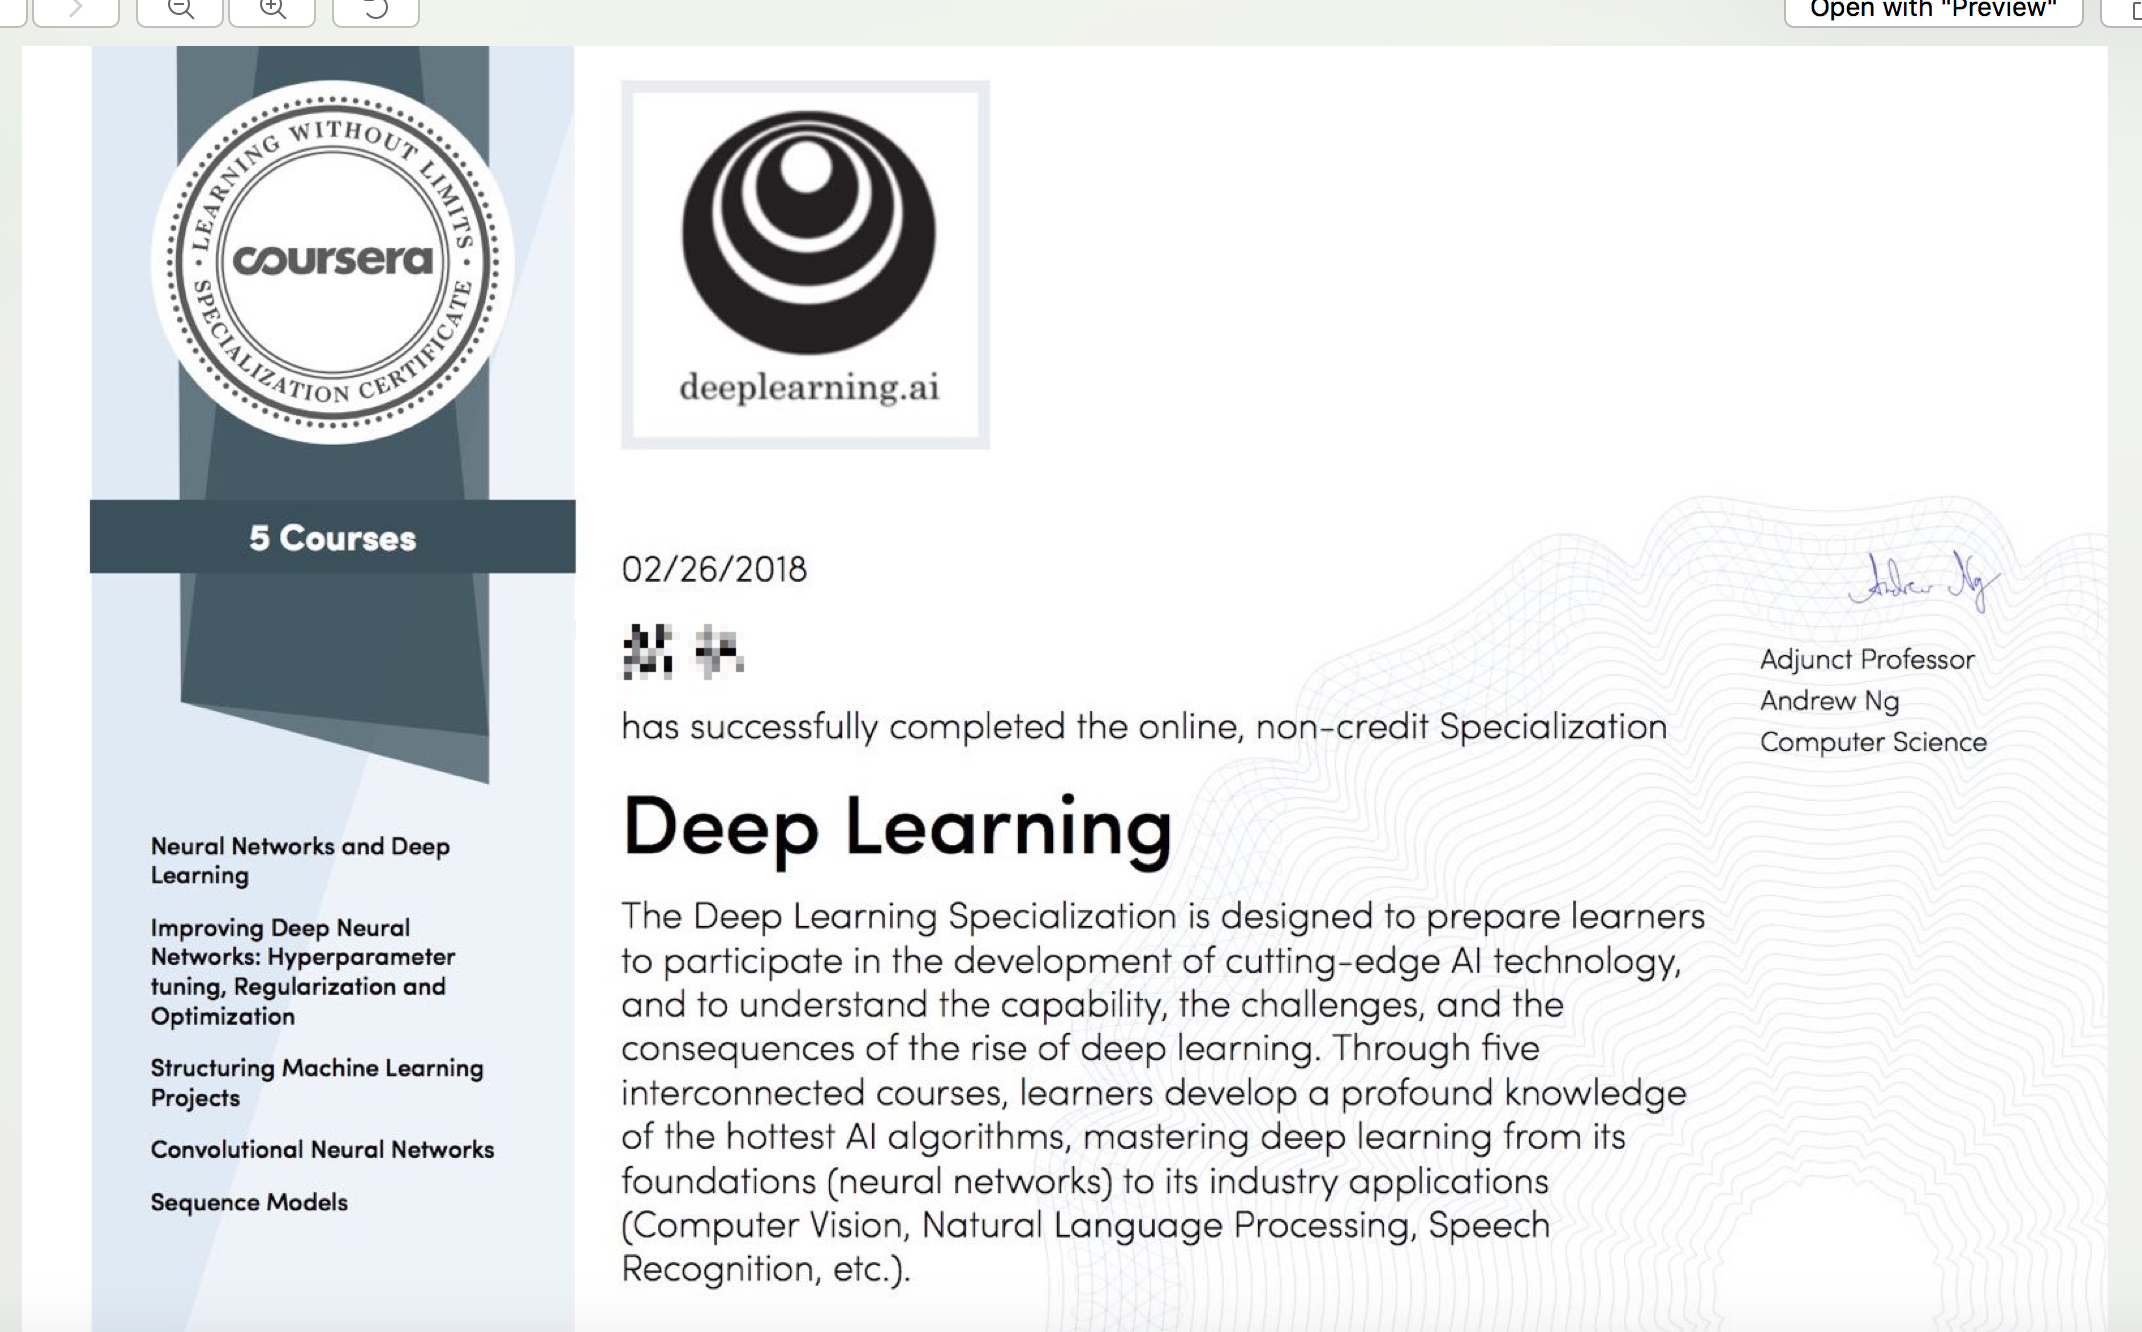 Open with "Preview"
LEARNING WITHOUT LIMITS
coursera
SPECIALIZATION CERTIFICATE
5 Courses
Neural Networks and Deep
Learning
Improving Deep Neural
Networks: Hyperparameter
tuning, Regularization and
Optimization
Structuring Machine Learning
Projects
Convolutional Neural Networks
Sequence Models
deeplearning.ai
02/26/2018
has successfully completed the online, non-credit Specialization
Deep Learning
The Deep Learning Specialization is designed to prepare learners
to participate in the development of cutting-edge AI technology,
and to understand the capability, the challenges, and the
consequences of the rise of deep learning. Through five
interconnected courses, learners develop a profound knowledge
of the hottest AI algorithms, mastering deep learning from its
foundations (neural networks) to its industry applications
(Computer Vision, Natural Language Processing, Speech
Recognition, etc.).
Andrew Ng
Adjunct Professor
Andrew Ng
Computer Science